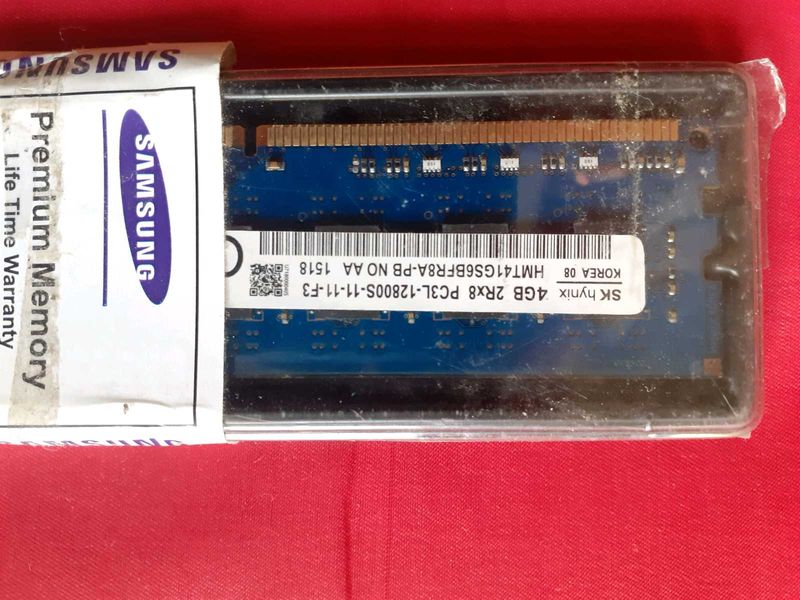 SAMSUNG
Premium Memory
Life Time Warranty
SAMSUNG
SAMSUNG
SK hynix
KOREA 08
4GB 2Rx8 PC3L-12800S-11-11-F3
HMT41GS6BFR8A-PB NO AA 1518